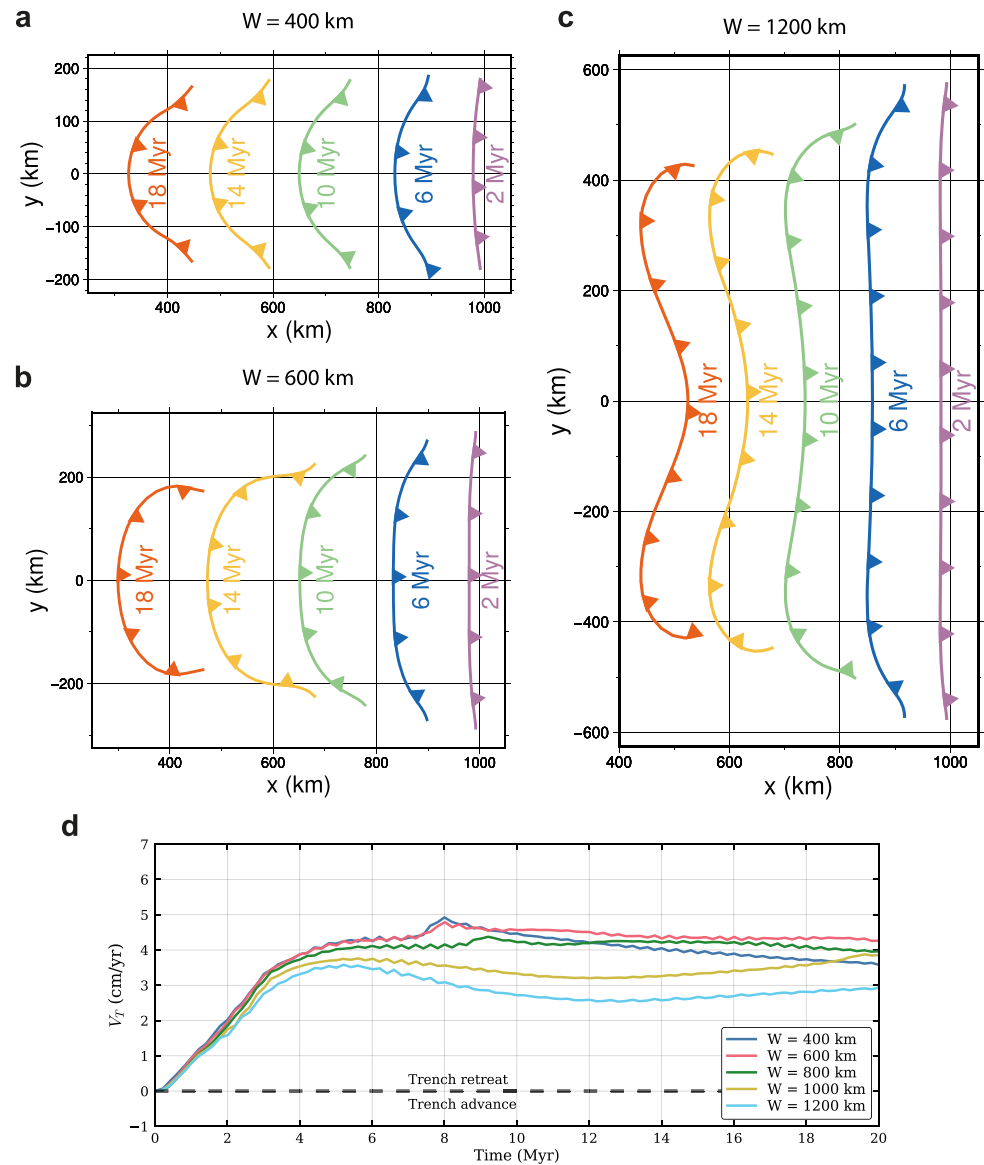 a
W = 400 km
y (km)
200
100
0
−100
−200
18 Myr
14 Myr
10 Myr
6 Myr
2 Myr
400
600
800
1000
x (km)
b
W = 600 km
y (km)
200
0
−200
18 Myr
14 Myr
10 Myr
6 Myr
2 Myr
400
600
800
1000
x (km)
c
W = 1200 km
y (km)
600
400
200
0
−200
−400
−600
18 Myr
14 Myr
10 Myr
6 Myr
2 Myr
400
600
800
1000
x (km)
d
V_T (cm/yr)
7
6
5
4
3
2
1
0
−1
Trench retreat
Trench advance
W = 400 km
W = 600 km
W = 800 km
W = 1000 km
W = 1200 km
0 2 4 6 8 10 12 14 16 18 20
Time (Myr)